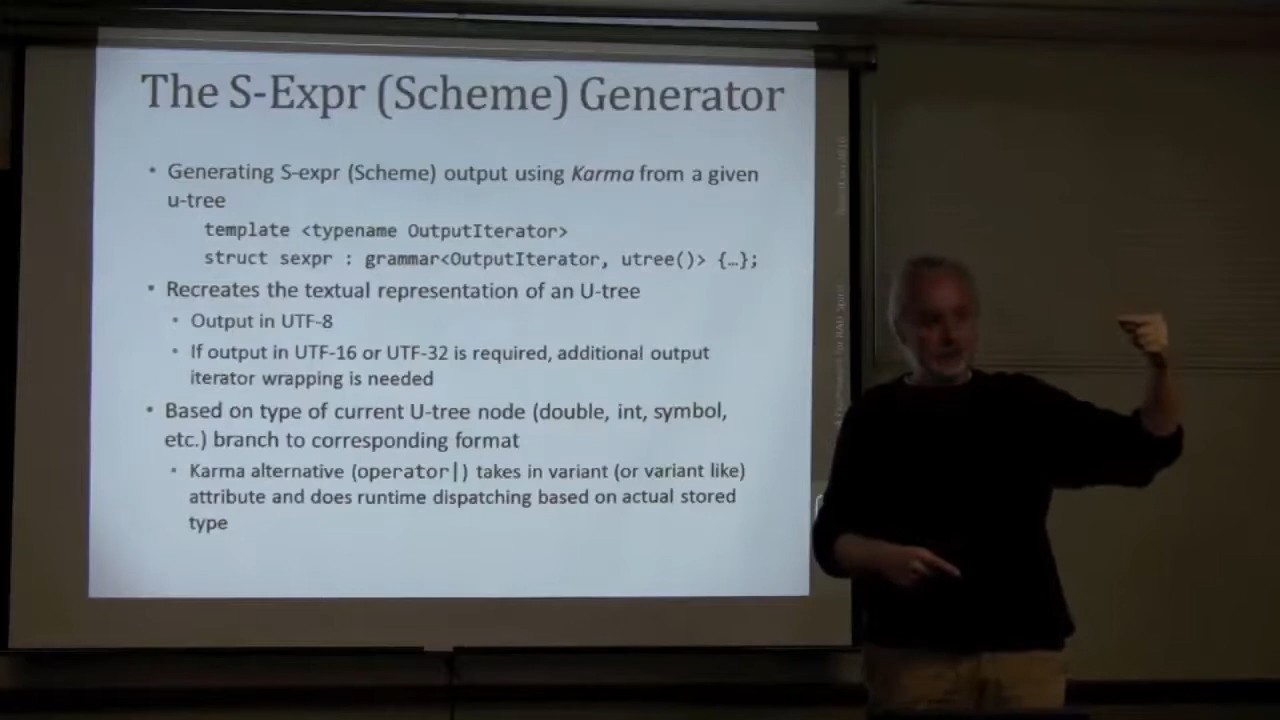 The S-Expr (Scheme) Generator
• Generating S-expr (Scheme) output using Karma from a given
u-tree
template <typename OutputIterator>
struct sexpr : grammar<OutputIterator, utree()> {…};
• Recreates the textual representation of an U-tree
• Output in UTF-8
• If output in UTF-16 or UTF-32 is required, additional output
iterator wrapping is needed
• Based on type of current U-tree node (double, int, symbol,
etc.) branch to corresponding format
• Karma alternative (operator|) takes in variant (or variant like)
attribute and does runtime dispatching based on actual stored
type